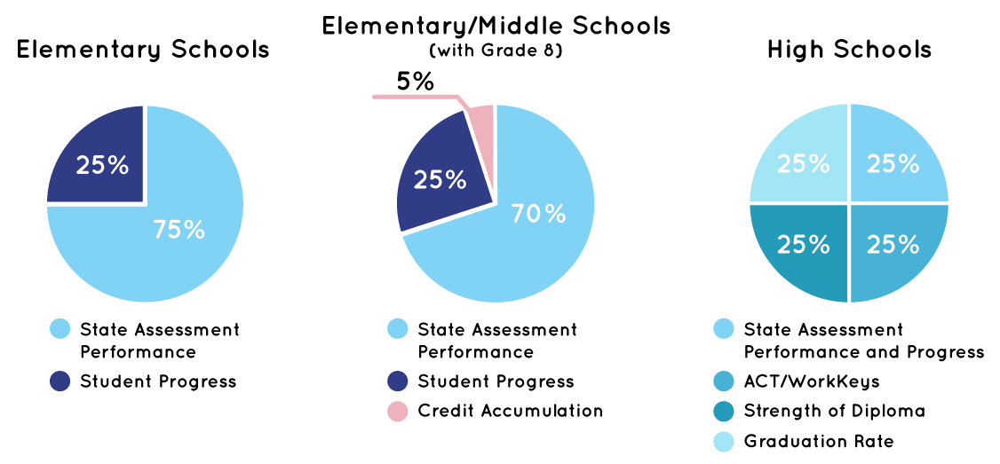 Elementary Schools
25%
75%
State Assessment
Performance
Student Progress
Elementary/Middle Schools
(with Grade 8)
5%
25%
70%
State Assessment
Performance
Student Progress
Credit Accumulation
High Schools
25%
25%
25%
25%
State Assessment
Performance and Progress
ACT/WorkKeys
Strength of Diploma
Graduation Rate